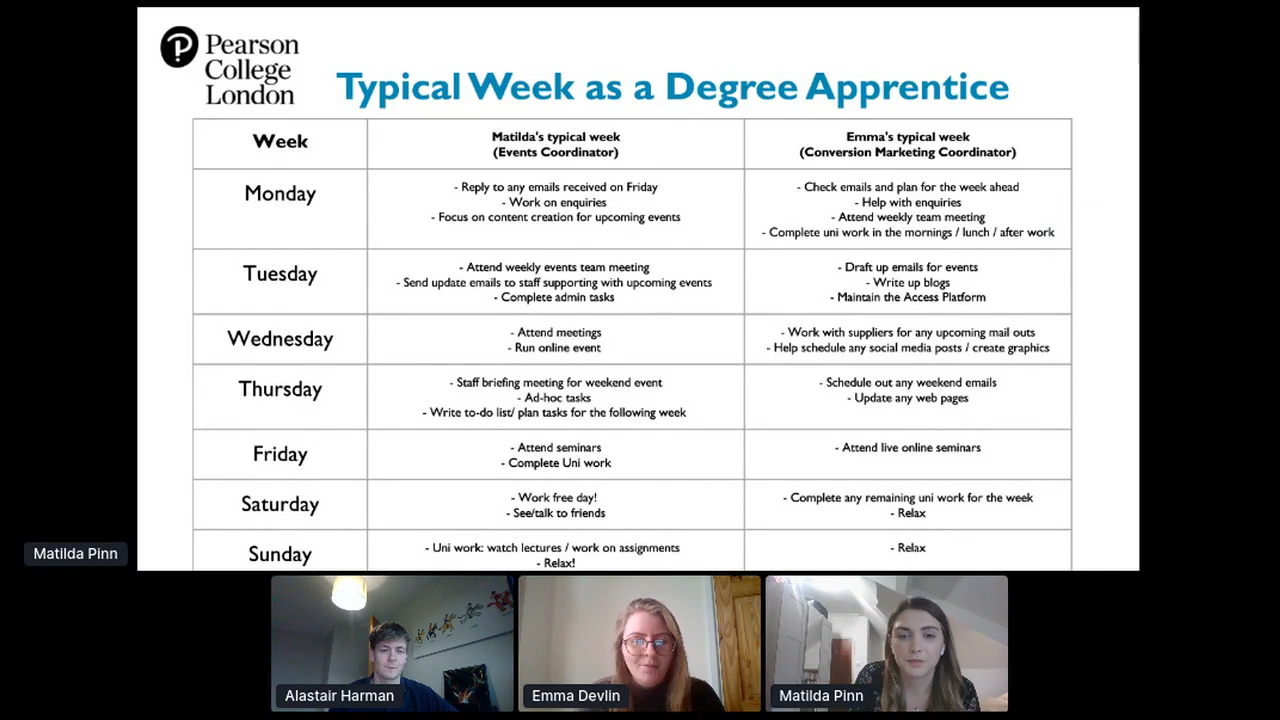 Pearson
College
London
Typical Week as a Degree Apprentice
Week
Matilda's typical week
(Events Coordinator)
Emma's typical week
(Conversion Marketing Coordinator)
Monday
- Reply to any emails received on Friday
- Work on enquiries
- Focus on content creation for upcoming events
- Check emails and plan for the week ahead
- Help with enquiries
- Attend weekly team meeting
- Complete uni work in the mornings / lunch / after work
Tuesday
- Attend weekly events team meeting
- Send update emails to staff supporting with upcoming events
- Complete admin tasks
- Draft up emails for events
- Write up blogs
- Maintain the Access Platform
Wednesday
- Attend meetings
- Run online event
- Work with suppliers for any upcoming mail outs
- Help schedule any social media posts / create graphics
Thursday
- Staff briefing meeting for weekend event
- Ad-hoc tasks
- Write to-do list/ plan tasks for the following week
- Schedule out any weekend emails
- Update any web pages
Friday
- Attend seminars
- Complete Uni work
- Attend live online seminars
Saturday
- Work free day!
- See/talk to friends
- Complete any remaining uni work for the week
- Relax
Sunday
- Uni work: watch lectures / work on assignments
- Relax!
- Relax
Matilda Pinn
Alastair Harman
Emma Devlin
Matilda Pinn